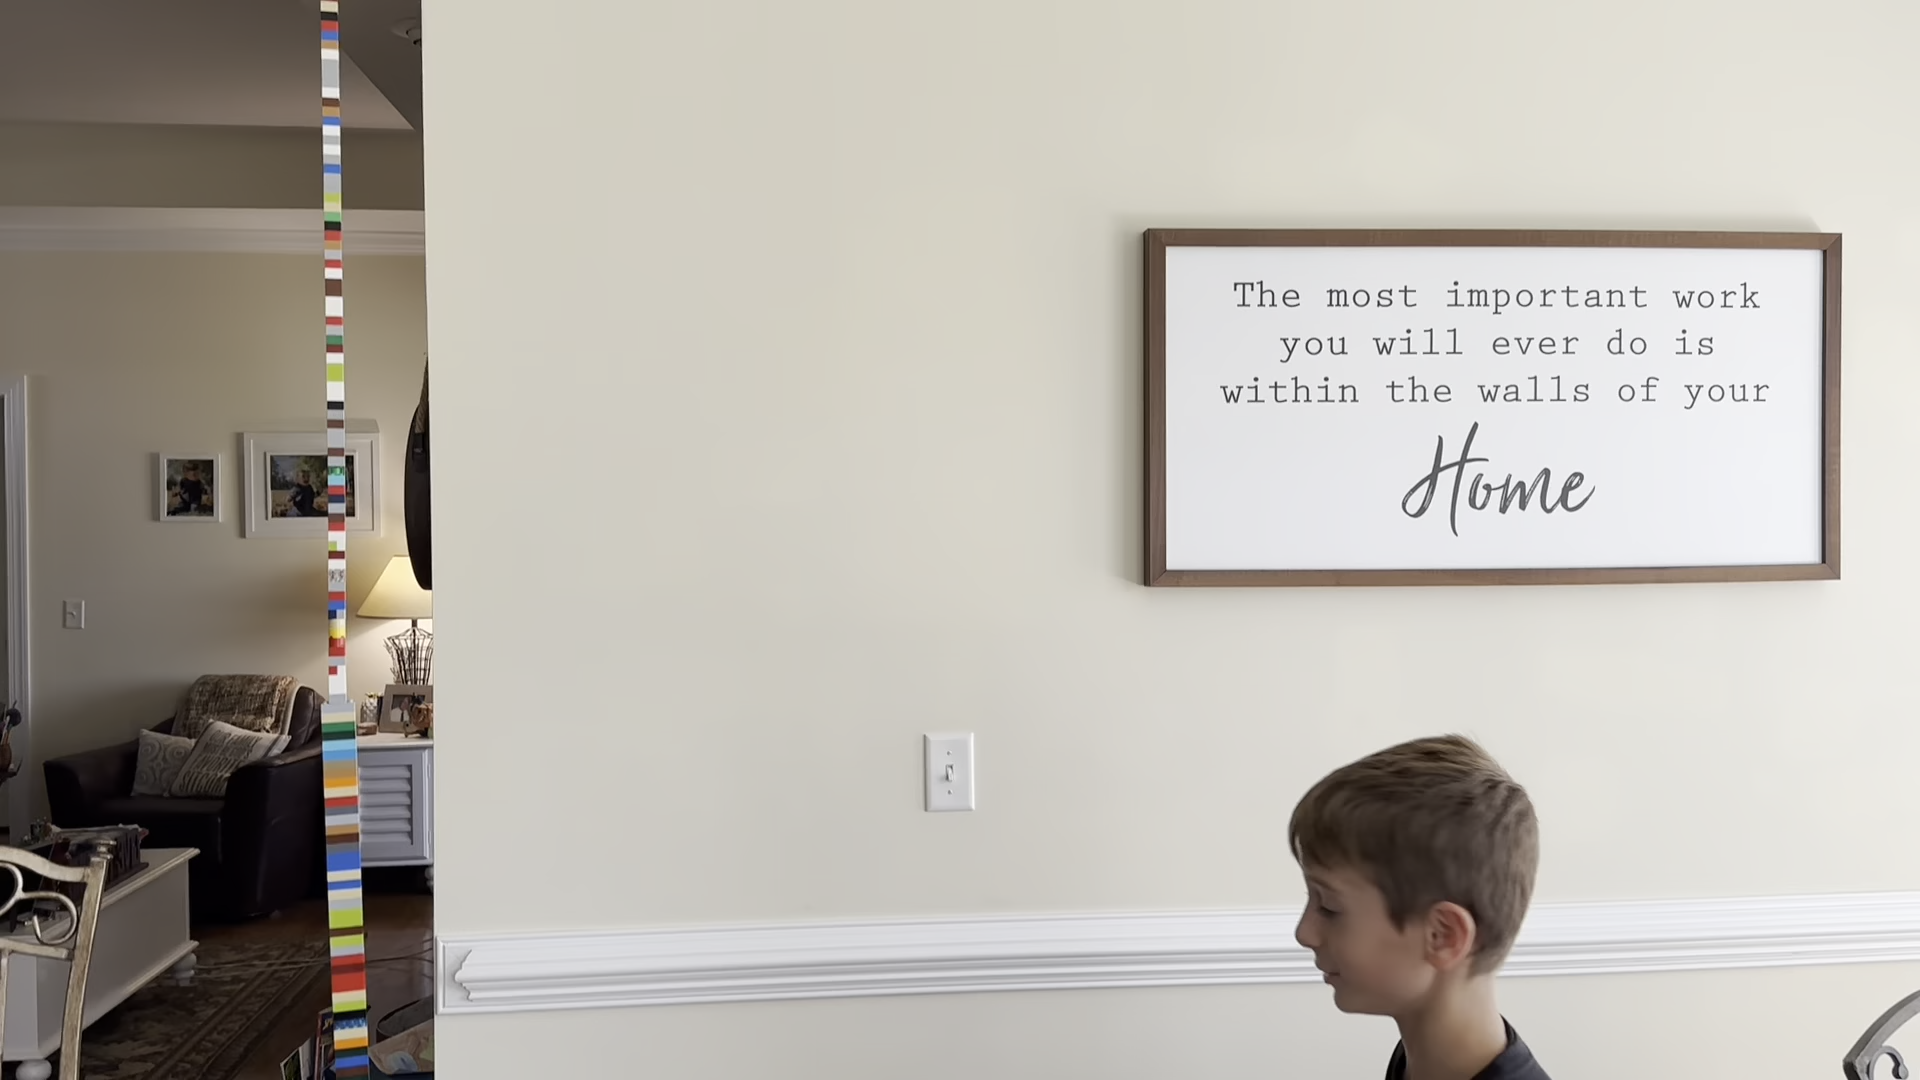 The most important work
you will ever do is
within the walls of your
Home